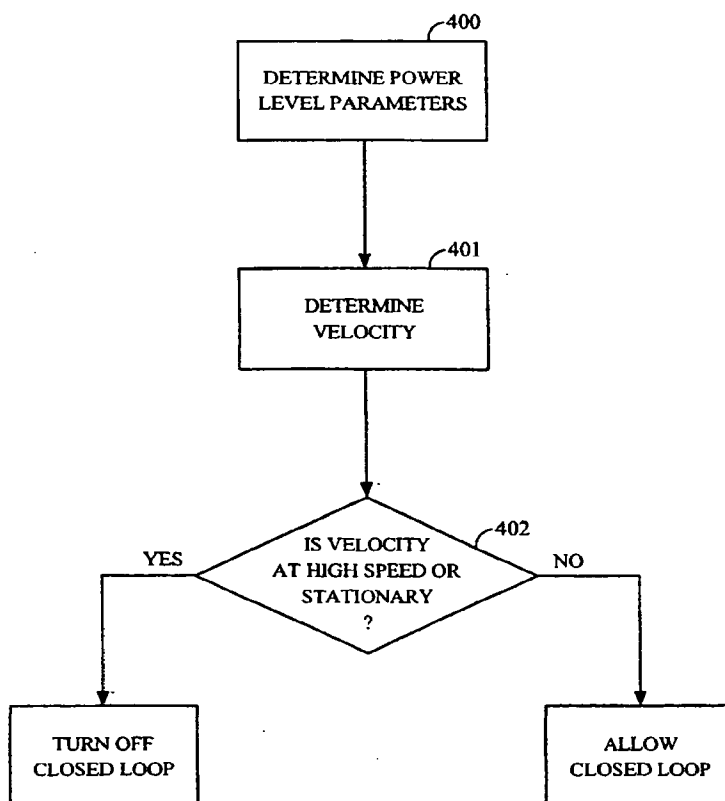 400
DETERMINE POWER
LEVEL PARAMETERS
401
DETERMINE
VELOCITY
402
IS VELOCITY
AT HIGH SPEED OR
STATIONARY
?
YES
NO
TURN OFF
CLOSED LOOP
ALLOW
CLOSED LOOP